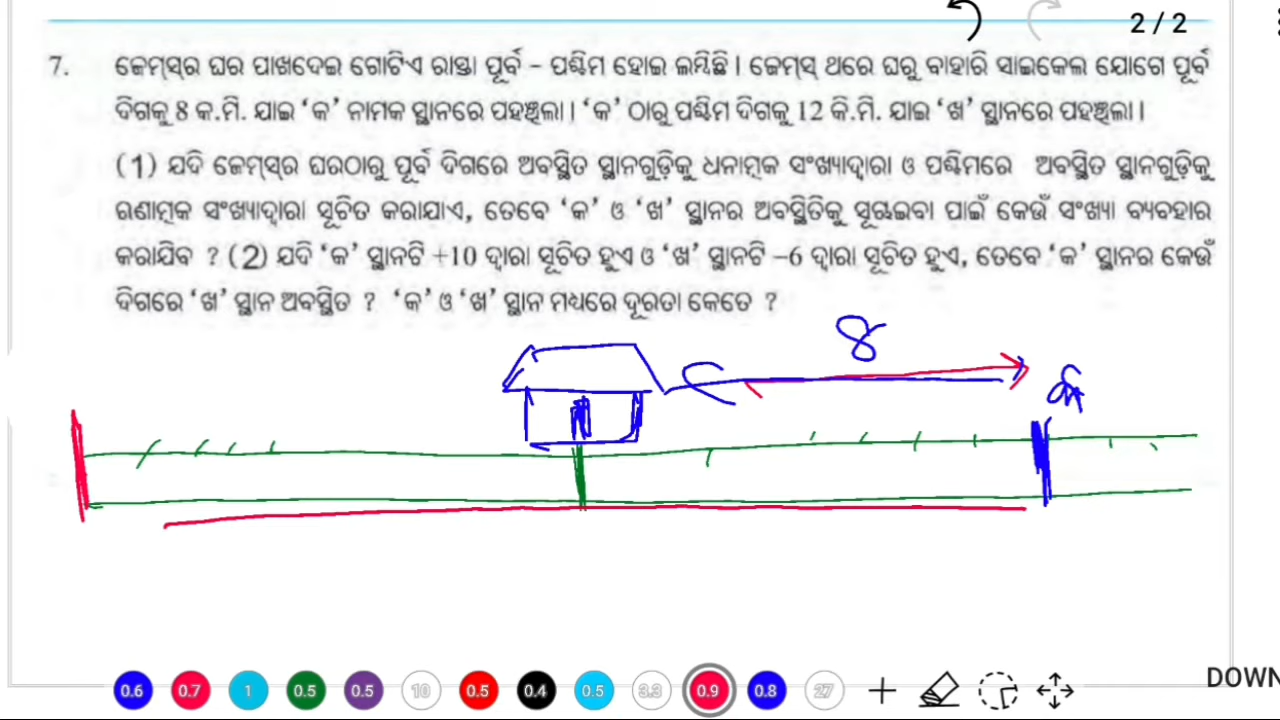 2 / 2
7. ଜେମ୍‌ସ୍‌ର ଘର ପାଖଦେଇ ଗୋଟିଏ ରାସ୍ତା ପୂର୍ବ – ପଶ୍ଚିମ ହୋଇ ଲମ୍ବିଛି । ଜେମ୍‌ସ୍ ଥରେ ଘରୁ ବାହାରି ସାଇକେଲ ଯୋଗେ ପୂର୍ବ
ଦିଗକୁ 8 କି.ମି. ଯାଇ ‘କ’ ନାମକ ସ୍ଥାନରେ ପହଞ୍ଚିଲା । ‘କ’ ଠାରୁ ପଶ୍ଚିମ ଦିଗକୁ 12 କି.ମି. ଯାଇ ‘ଖ’ ସ୍ଥାନରେ ପହଞ୍ଚିଲା ।
(1) ଯଦି ଜେମ୍‌ସ୍‌ର ଘରଠାରୁ ପୂର୍ବ ଦିଗରେ ଅବସ୍ଥିତ ସ୍ଥାନଗୁଡ଼ିକୁ ଧନାତ୍ମକ ସଂଖ୍ୟାଦ୍ୱାରା ଓ ପଶ୍ଚିମରେ ଅବସ୍ଥିତ ସ୍ଥାନଗୁଡ଼ିକୁ
ଋଣାତ୍ମକ ସଂଖ୍ୟାଦ୍ୱାରା ସୂଚିତ କରାଯାଏ, ତେବେ ‘କ’ ଓ ‘ଖ’ ସ୍ଥାନର ଅବସ୍ଥିତିକୁ ସୂଚାଇବା ପାଇଁ କେଉଁ ସଂଖ୍ୟା ବ୍ୟବହାର
କରାଯିବ ? (2) ଯଦି ‘କ’ ସ୍ଥାନଟି +10 ଦ୍ୱାରା ସୂଚିତ ହୁଏ ଓ ‘ଖ’ ସ୍ଥାନଟି –6 ଦ୍ୱାରା ସୂଚିତ ହୁଏ, ତେବେ ‘କ’ ସ୍ଥାନର କେଉଁ
ଦିଗରେ ‘ଖ’ ସ୍ଥାନ ଅବସ୍ଥିତ ? ‘କ’ ଓ ‘ଖ’ ସ୍ଥାନ ମଧ୍ୟରେ ଦୂରତା କେତେ ?
8
କ
0.6 0.7 1 0.5 0.5 10 0.5 0.4 0.5 3.3 0.9 0.8 27
DOWN